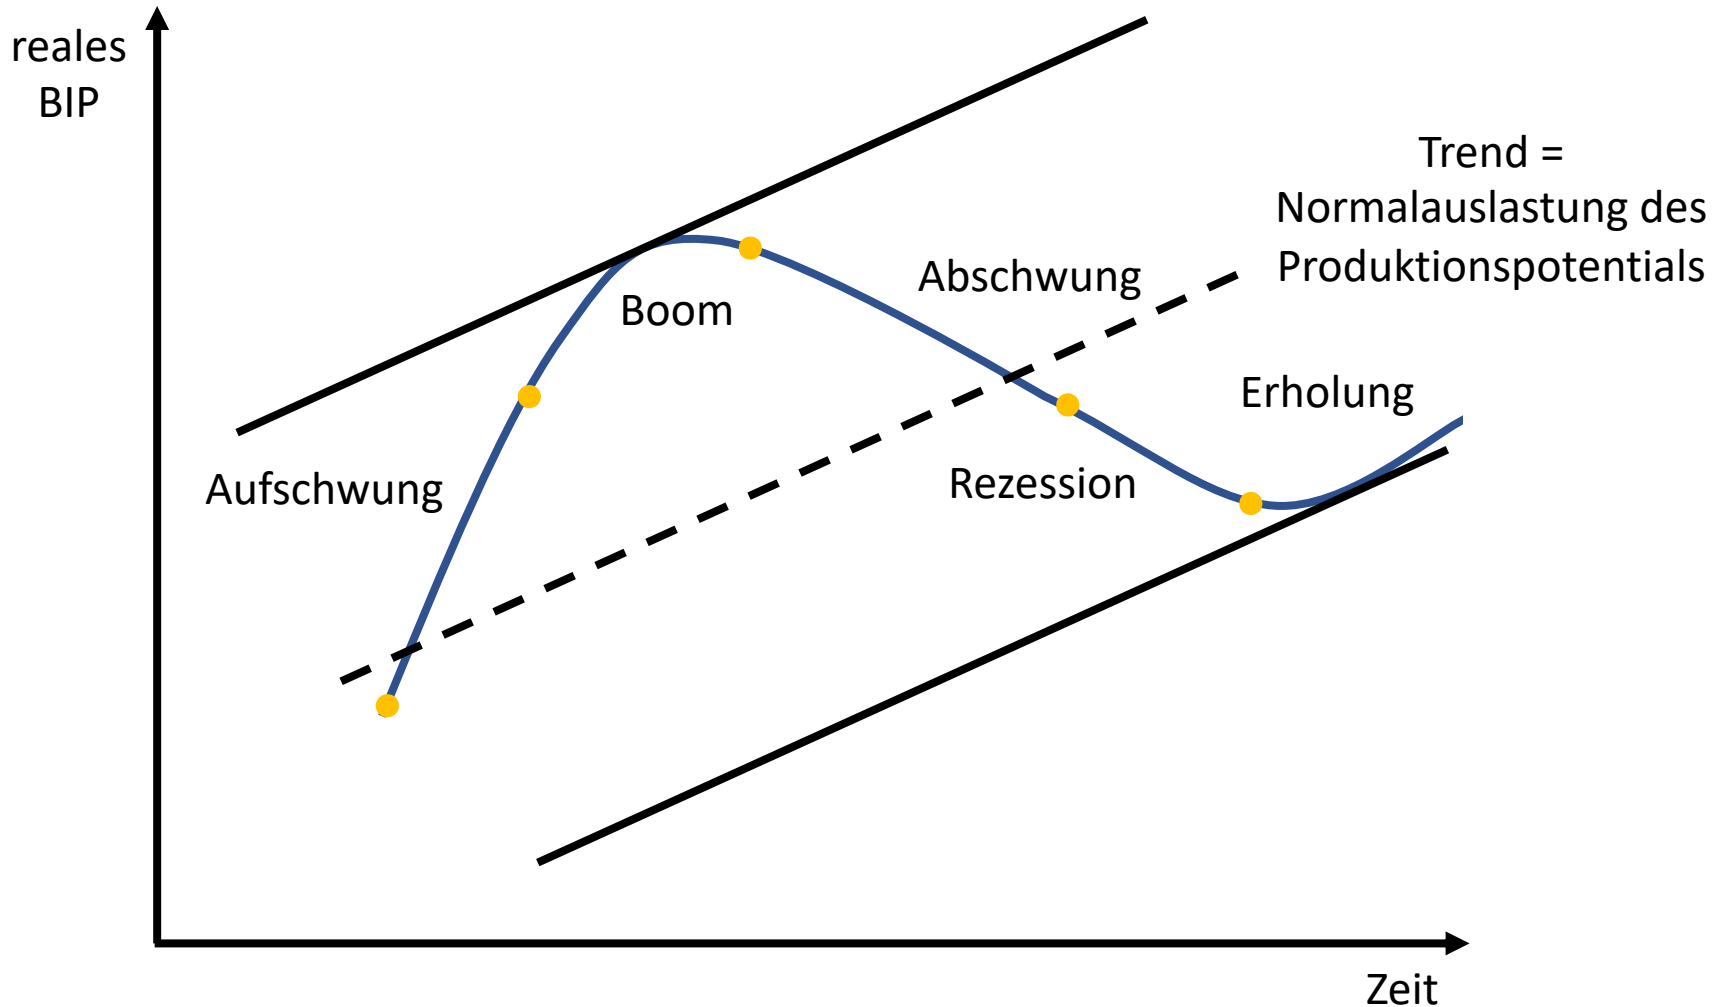 reales
BIP
Trend =
Normalauslastung des
Produktionspotentials
Abschwung
Boom
Erholung
Aufschwung
Rezession
Zeit